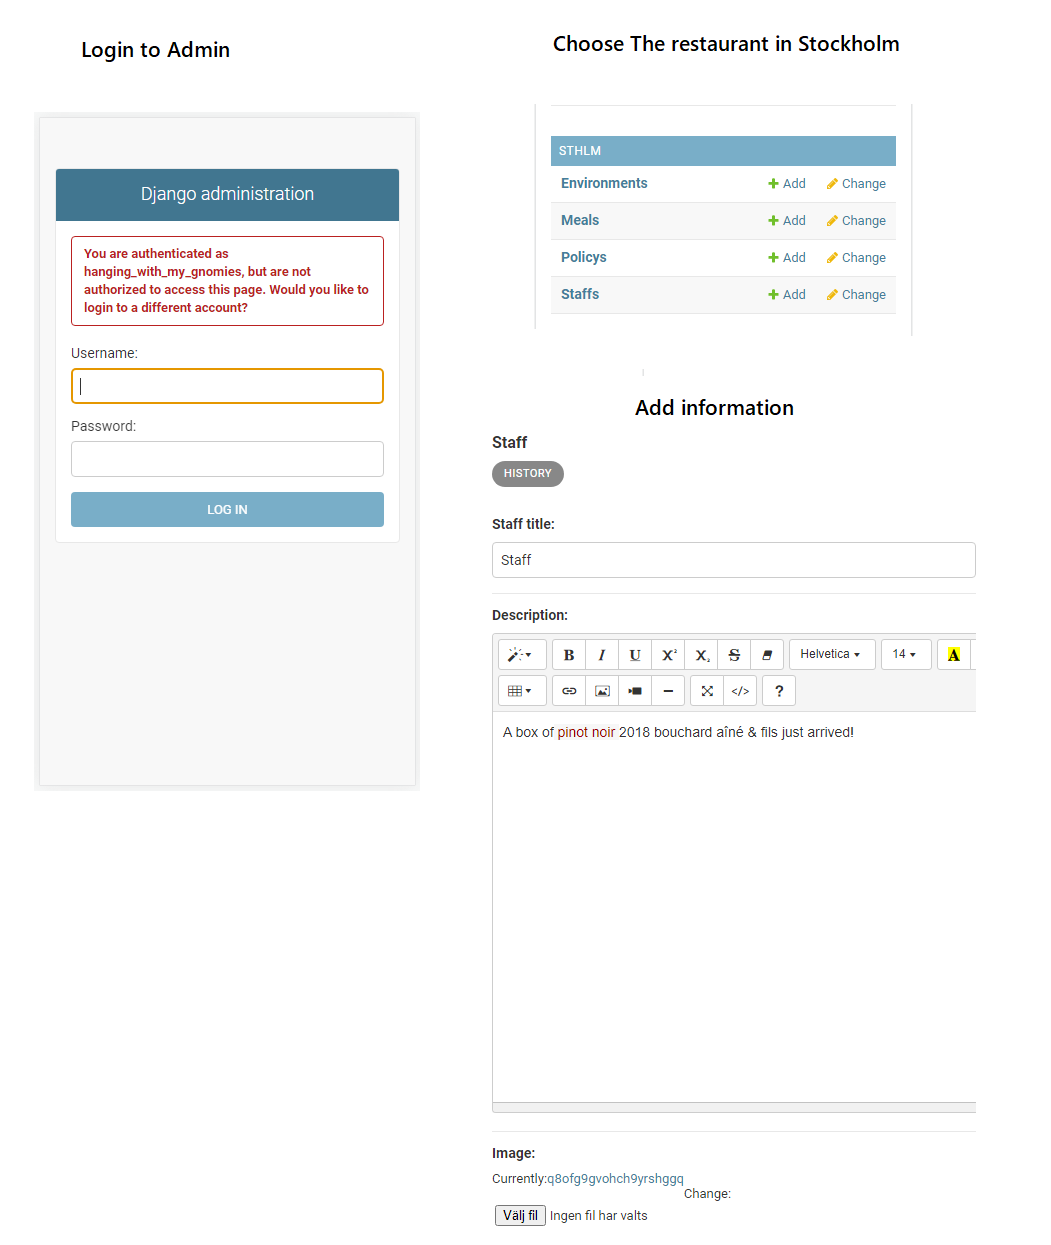 Login to Admin
Django administration
You are authenticated as
hanging_with_my_gnomies, but are not
authorized to access this page. Would you like to
login to a different account?
Username:
Password:
LOG IN
Choose The restaurant in Stockholm
STHLM
Environments Add Change
Meals Add Change
Policys Add Change
Staffs Add Change
Add information
Staff
HISTORY
Staff title:
Staff
Description:
B I U X² X₂ S Helvetica 14 A
</> ?
A box of pinot noir 2018 bouchard aîné & fils just arrived!
Image:
Currently:q8ofg9gvohch9yrshggq
Change:
Välj fil Ingen fil har valts